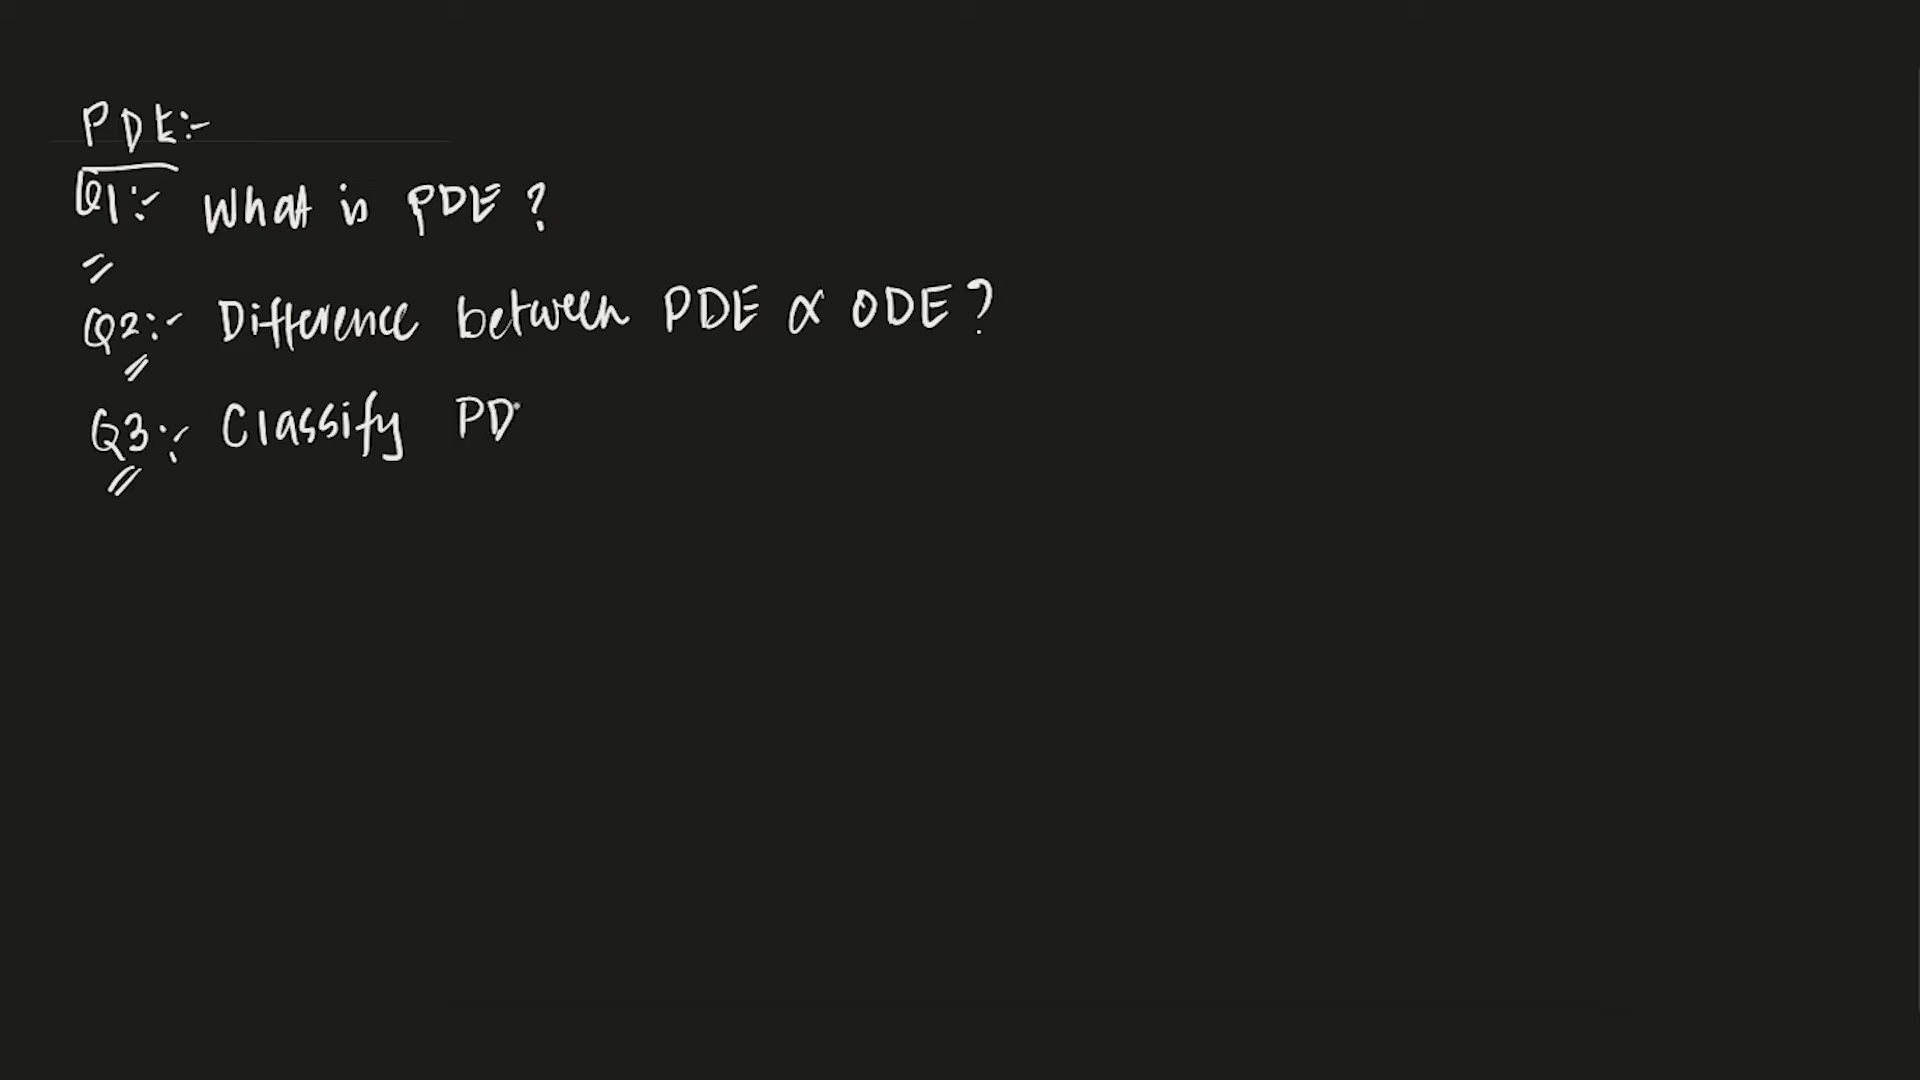 PDE:-
Q1:- What is PDE ?
Q2:- Difference between PDE & ODE ?
Q3:- Classify PD